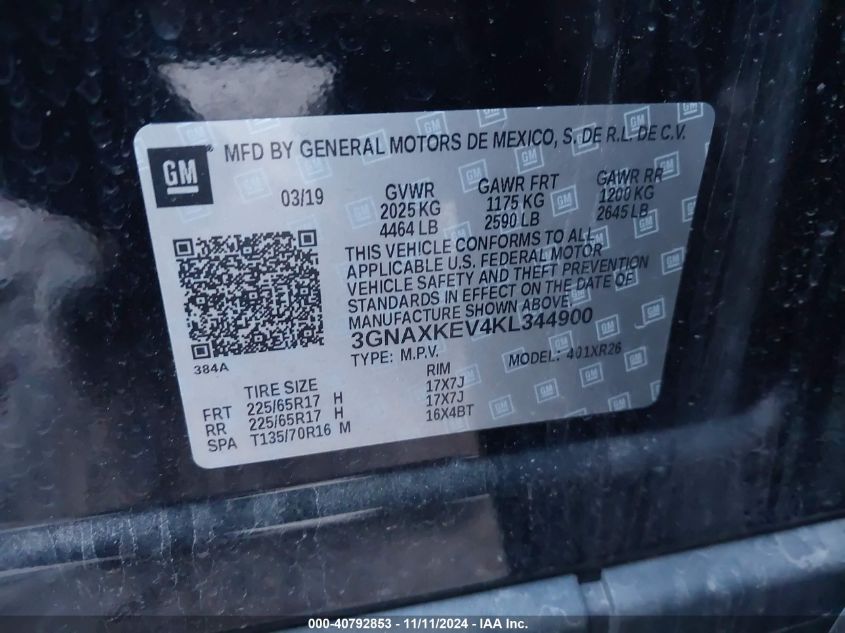 GM
MFD BY GENERAL MOTORS DE MEXICO, S. DE R.L. DE C.V.
03/19 GVWR GAWR FRT GAWR RR
2025 KG 1175 KG 1200 KG
4464 LB 2590 LB 2645 LB
THIS VEHICLE CONFORMS TO ALL
APPLICABLE U.S. FEDERAL MOTOR
VEHICLE SAFETY AND THEFT PREVENTION
STANDARDS IN EFFECT ON THE DATE OF
MANUFACTURE SHOWN ABOVE.
3GNAXKEV4KL344900
384A TYPE: M.P.V. MODEL: 401XR26
TIRE SIZE RIM
FRT 225/65R17 H 17X7J
RR 225/65R17 H 17X7J
SPA T135/70R16 M 16X4BT
000-40792853 - 11/11/2024 - IAAI.com